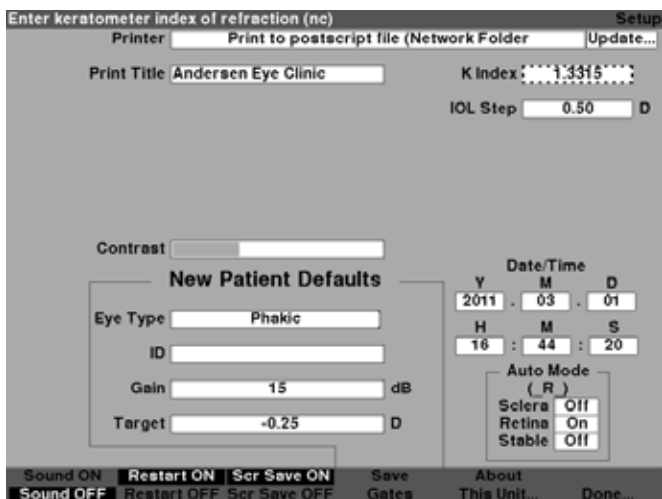 Enter keratometer index of refraction (nc) Setup
Printer Print to postscript file (Network Folder Update...
Print Title Andersen Eye Clinic K Index 1.3315
IOL Step 0.50 D
Contrast
New Patient Defaults
Eye Type Phakic
ID
Gain 15 dB
Target -0.25 D
Date/Time
Y M D
2011 . 03 . 01
H M S
16 : 44 : 20
Auto Mode
(_R_)
Sclera Off
Retina On
Stable Off
Sound ON Restart ON Scr Save ON Save About
Sound OFF Restart OFF Scr Save OFF Gates This Unit... Done...